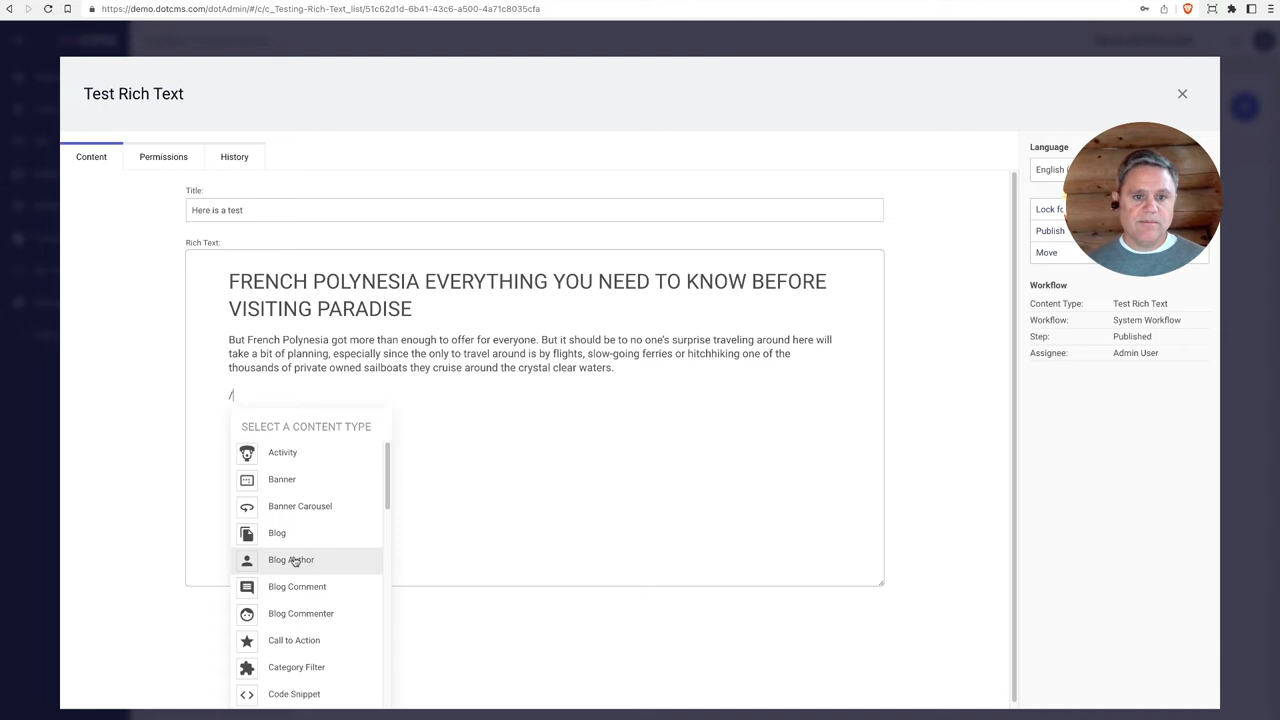 https://demo.dotcms.com/dotAdmin/#/c/c_Testing-Rich-Text_list/51c62d1d-6b41-43c6-a500-4a71c8035cfa
Test Rich Text
Content
Permissions
History
Language
English
Title:
Here is a test
Lock
Publish
Move
Rich Text:
FRENCH POLYNESIA EVERYTHING YOU NEED TO KNOW BEFORE
VISITING PARADISE
But French Polynesia got more than enough to offer for everyone. But it should be to no one's surprise traveling around here will
take a bit of planning, especially since the only to travel around is by flights, slow-going ferries or hitchhiking one of the
thousands of private owned sailboats they cruise around the crystal clear waters.
/
SELECT A CONTENT TYPE
Activity
Banner
Banner Carousel
Blog
Blog Author
Blog Comment
Blog Commenter
Call to Action
Category Filter
Code Snippet
Workflow
Content Type: Test Rich Text
Workflow: System Workflow
Step: Published
Assignee: Admin User